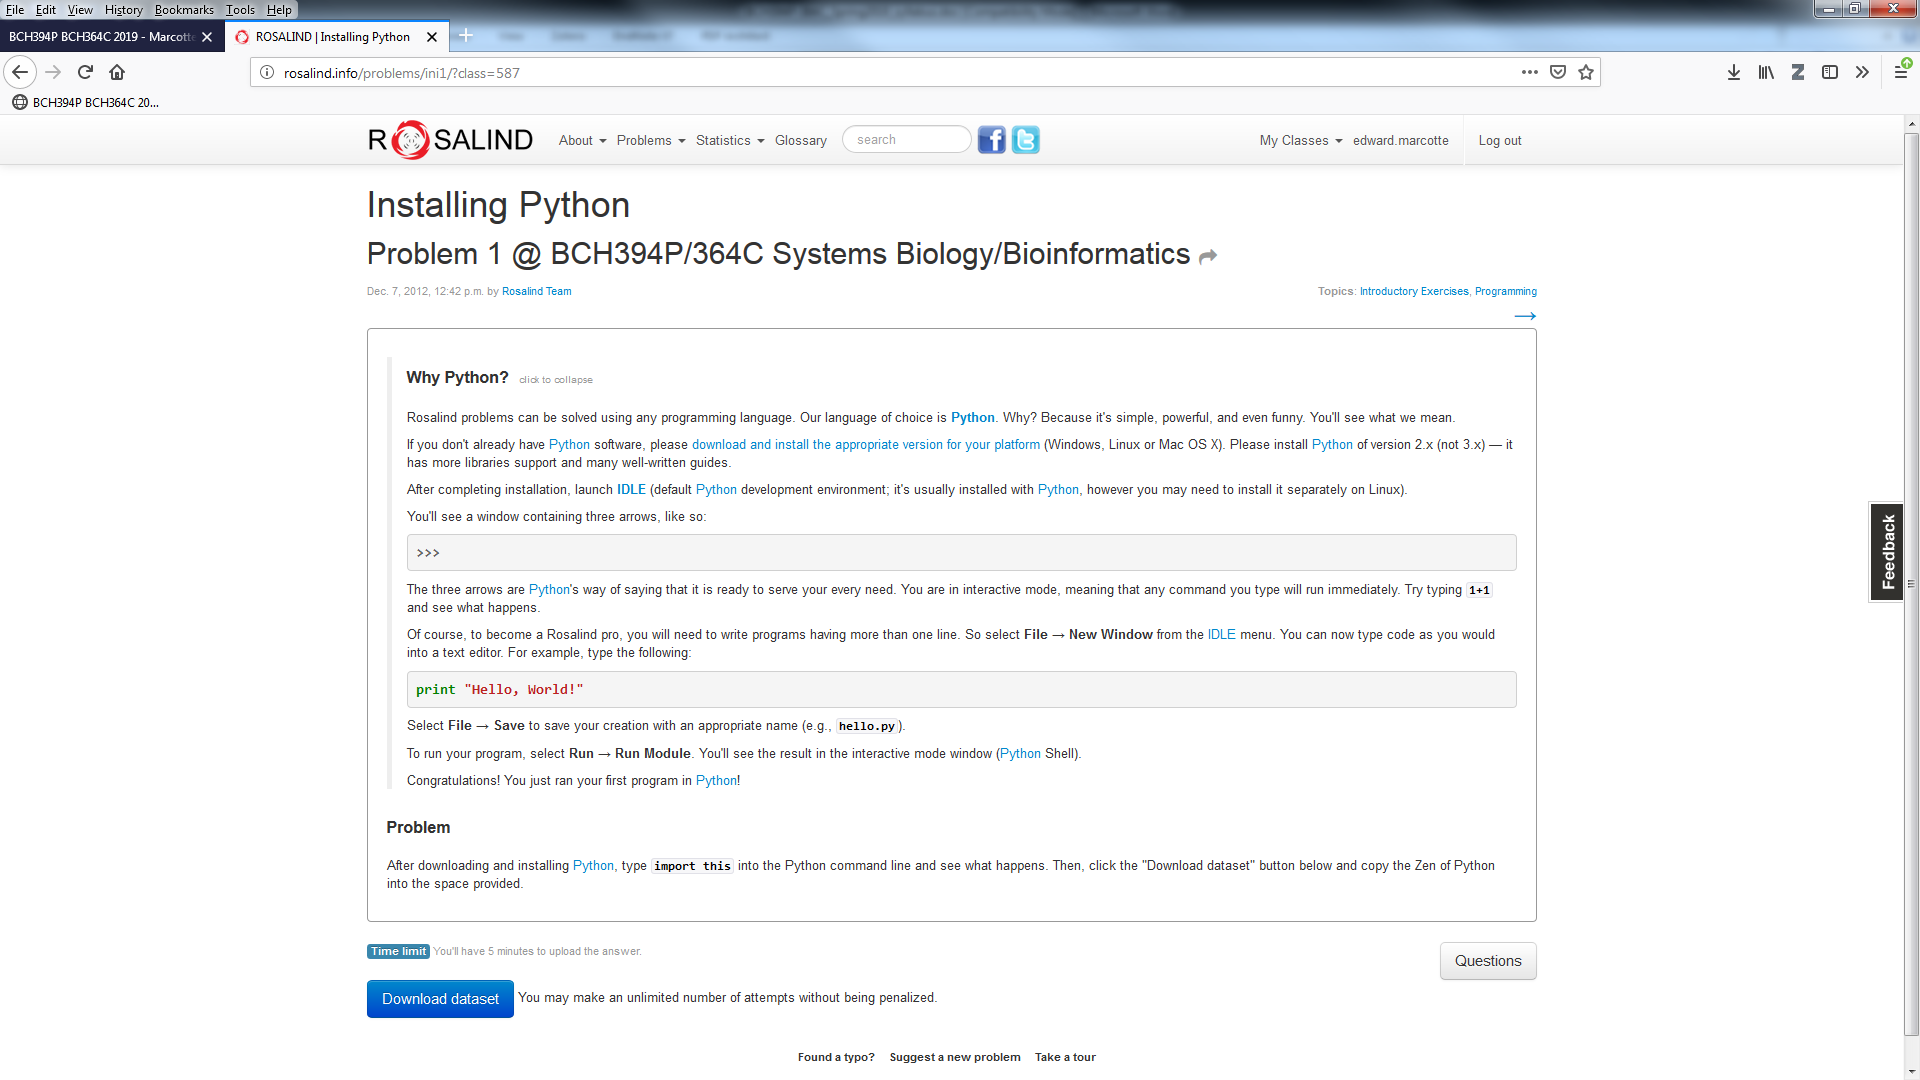 File Edit View History Bookmarks Tools Help
BCH394P BCH364C 2019 - Marcotte
ROSALIND | Installing Python
rosalind.info/problems/ini1/?class=587
BCH394P BCH364C 20...
ROSALIND About Problems Statistics Glossary search My Classes edward.marcotte Log out
Installing Python
Problem 1 @ BCH394P/364C Systems Biology/Bioinformatics
Dec. 7, 2012, 12:42 p.m. by Rosalind Team
Topics: Introductory Exercises, Programming
→
Why Python? click to collapse
Rosalind problems can be solved using any programming language. Our language of choice is Python. Why? Because it's simple, powerful, and even funny. You'll see what we mean.
If you don't already have Python software, please download and install the appropriate version for your platform (Windows, Linux or Mac OS X). Please install Python of version 2.x (not 3.x) — it
has more libraries support and many well-written guides.
After completing installation, launch IDLE (default Python development environment; it's usually installed with Python, however you may need to install it separately on Linux).
You'll see a window containing three arrows, like so:
>>>
The three arrows are Python's way of saying that it is ready to serve your every need. You are in interactive mode, meaning that any command you type will run immediately. Try typing 1+1
and see what happens.
Of course, to become a Rosalind pro, you will need to write programs having more than one line. So select File → New Window from the IDLE menu. You can now type code as you would
into a text editor. For example, type the following:
print "Hello, World!"
Select File → Save to save your creation with an appropriate name (e.g., hello.py).
To run your program, select Run → Run Module. You'll see the result in the interactive mode window (Python Shell).
Congratulations! You just ran your first program in Python!
Problem
After downloading and installing Python, type import this into the Python command line and see what happens. Then, click the "Download dataset" button below and copy the Zen of Python
into the space provided.
Time limit You'll have 5 minutes to upload the answer.
Questions
Download dataset You may make an unlimited number of attempts without being penalized.
Found a typo? Suggest a new problem Take a tour
Feedback